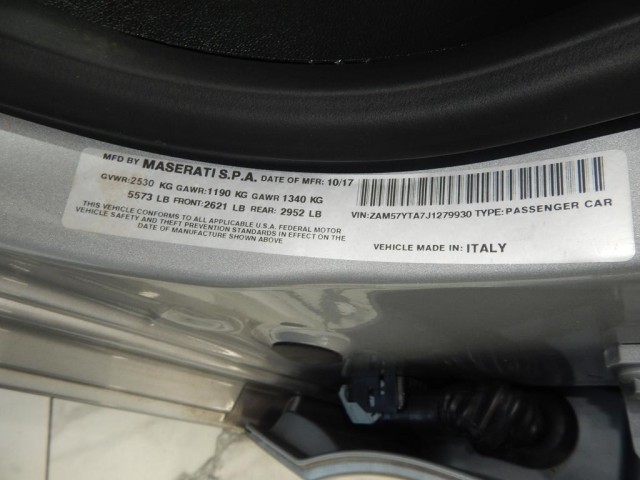 MFD BY MASERATI S.P.A. DATE OF MFR: 10/17
GVWR:2530 KG GAWR:1190 KG GAWR 1340 KG
5573 LB FRONT:2621 LB REAR: 2952 LB
THIS VEHICLE CONFORMS TO ALL APPLICABLE U.S.A. FEDERAL MOTOR
VEHICLE SAFETY AND THEFT PREVENTION STANDARDS IN EFFECT ON THE
DATE OF MANUFACTURE SHOWN ABOVE
VIN:ZAM57YTA7J1279930 TYPE:PASSENGER CAR
VEHICLE MADE IN: ITALY